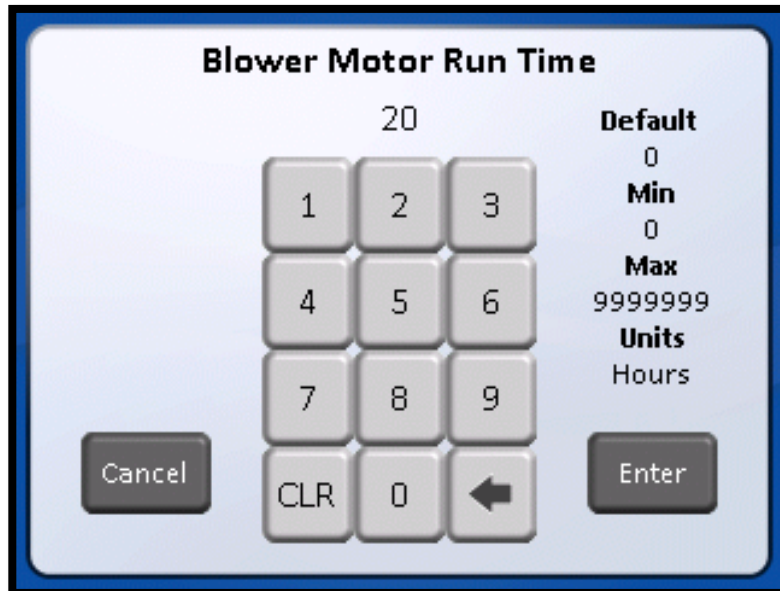 Blower Motor Run Time
20
Default
0
Min
0
Max
9999999
Units
Hours
1 2 3
4 5 6
7 8 9
CLR 0
Cancel
Enter